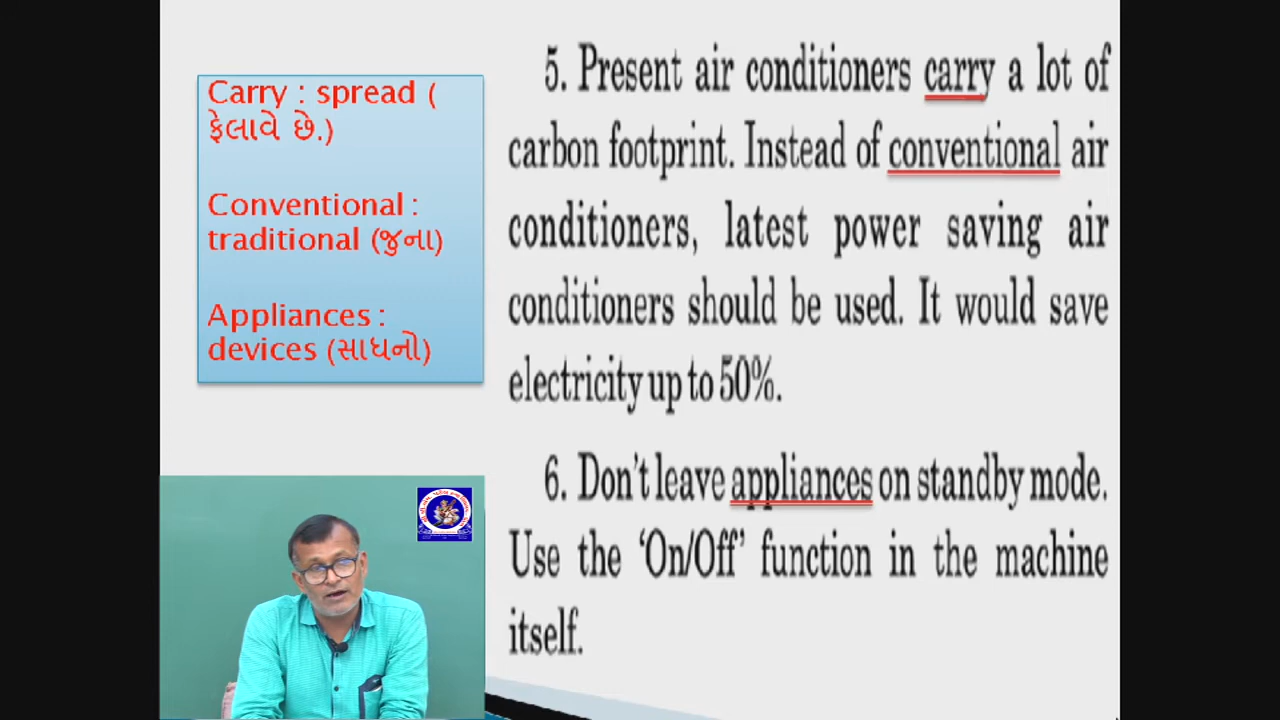 Carry : spread (
ફેલાવે છે.)
Conventional :
traditional (જુના)
Appliances :
devices (સાધનો)
5. Present air conditioners carry a lot of
carbon footprint. Instead of conventional air
conditioners, latest power saving air
conditioners should be used. It would save
electricity up to 50%.
6. Don't leave appliances on standby mode.
Use the ‘On/Off’ function in the machine
itself.